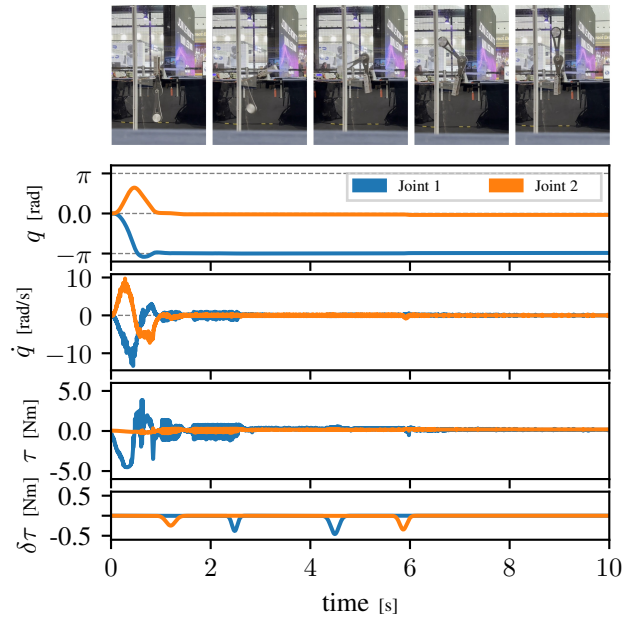 π
0.0
−π
q [rad]
Joint 1
Joint 2
10
0
−10
q̇ [rad/s]
5.0
0.0
-5.0
τ [Nm]
0.5
-0.5
δτ [Nm]
0 2 4 6 8 10
time [s]